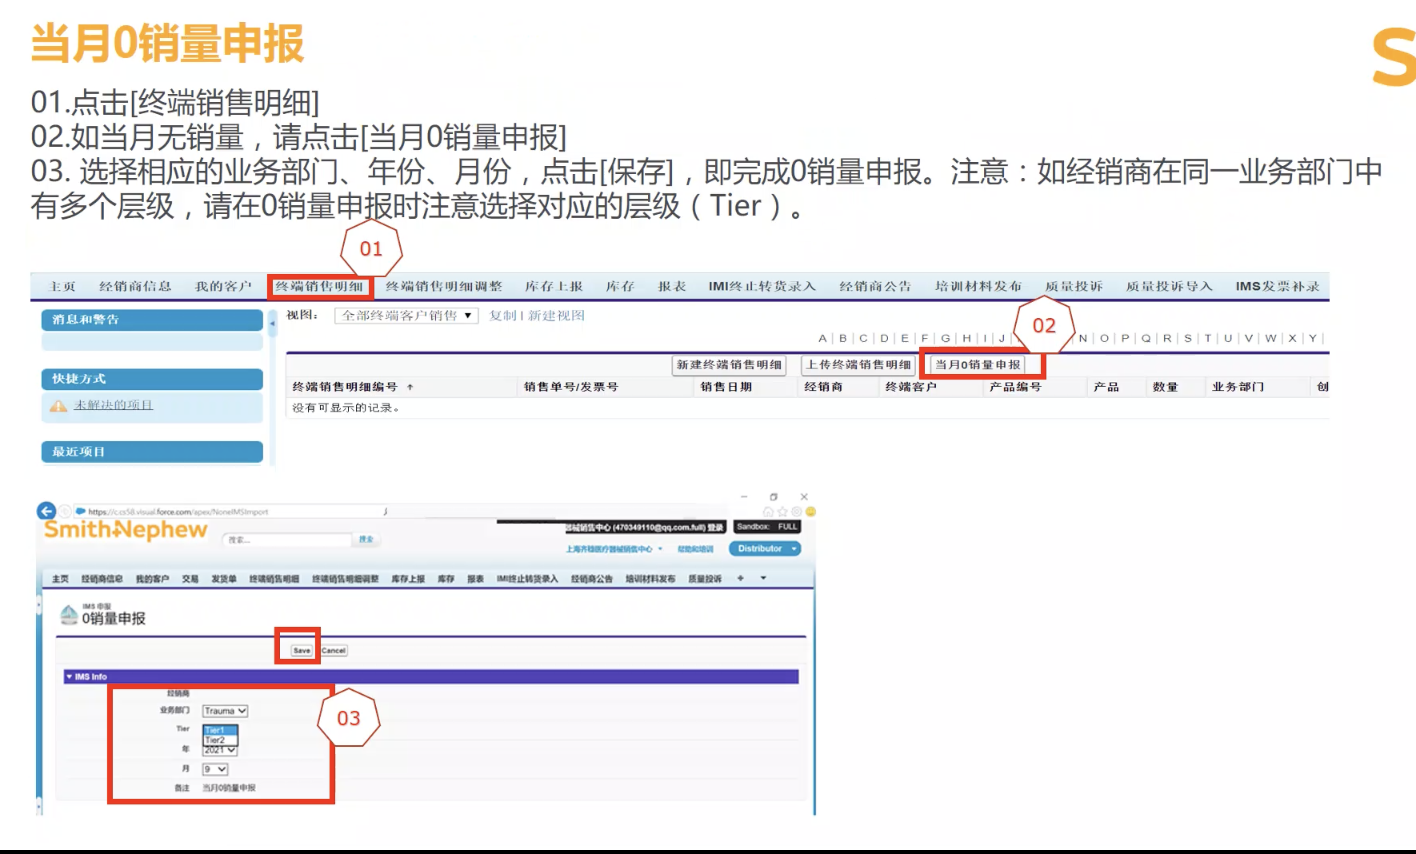 当月0销量申报
S
01.点击[终端销售明细]
02.如当月无销量，请点击[当月0销量申报]
03. 选择相应的业务部门、年份、月份，点击[保存]，即完成0销量申报。注意：如经销商在同一业务部门中
有多个层级，请在0销量申报时注意选择对应的层级（Tier）。
01
主页 经销商信息 我的客户 终端销售明细 终端销售明细调整 库存上报 库存 报表 IMI终止转货录入 经销商公告 培训材料发布 质量投诉 质量投诉导入 IMS发票补录
消息和警告
视图： 全部终端客户销售 复制 | 新建视图
02
A | B | C | D | E | F | G | H | I | J | N | O | P | Q | R | S | T | U | V | W | X | Y |
新建终端销售明细 上传终端销售明细 当月0销量申报
快捷方式
终端销售明细编号 ↑ 销售单号/发票号 销售日期 经销商 终端客户 产品编号 产品 数量 业务部门 创
未解决的项目
没有可显示的记录。
最近项目
https://c.cs58.visual.force.com/apex/NoneIMSImport
Smith+Nephew
搜索... 搜索
械销售中心 (470349110@qq.com.full) 登录 Sandbox: FULL
帮助和培训 Distributor
主页 经销商信息 我的客户 交易 发货单 终端销售明细 终端销售明细调整 库存上报 库存 报表 IMI终止转货录入 经销商公告 培训材料发布 质量投诉 +
IMS 申报
0销量申报
Save Cancel
IMS Info
经销商
业务部门 Trauma
03
Tier Tier1
Tier2
年 2021
月 9
备注 当月0销量申报